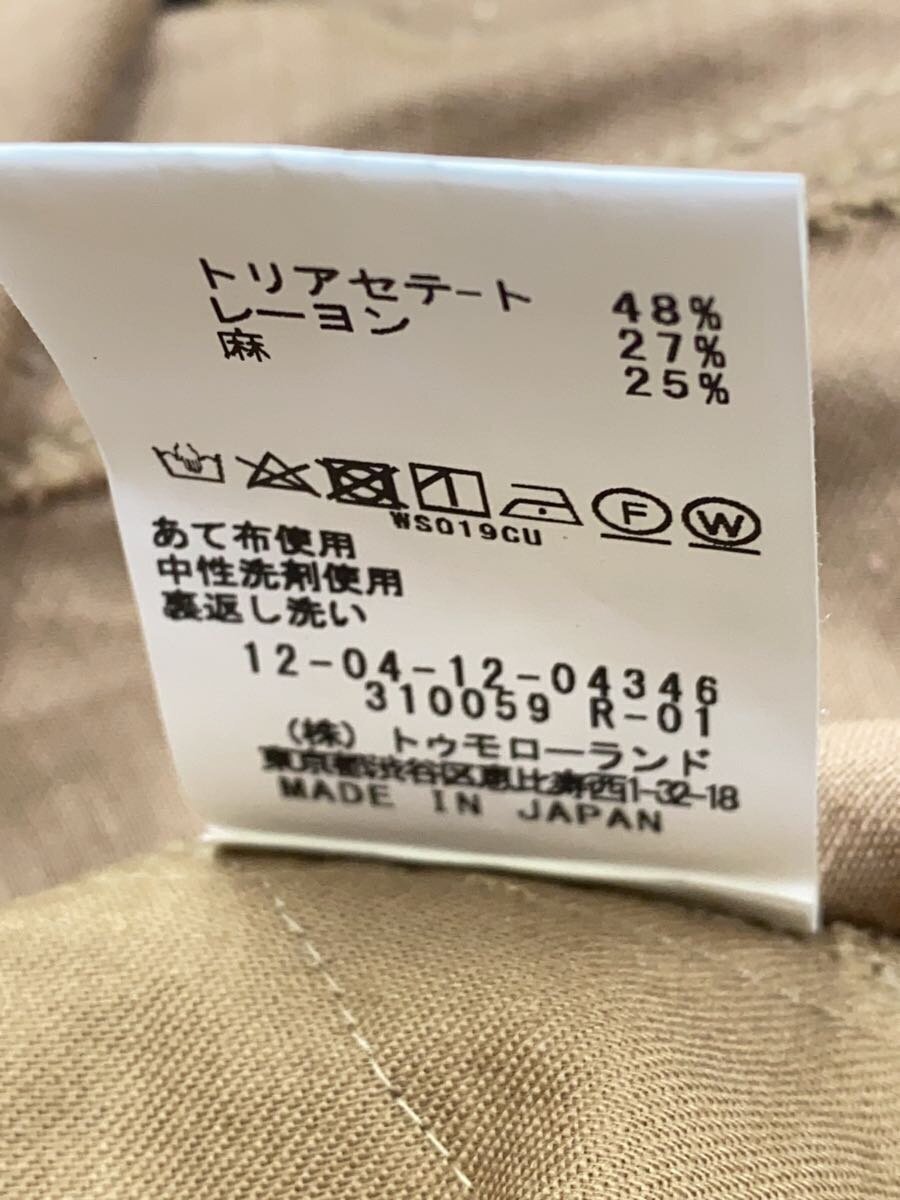 トリアセテート 48%
レーヨン 27%
麻 25%
F W
WS019CU
あて布使用
中性洗剤使用
裏返し洗い
12-04-12-04346
310059 R-01
(株)トゥモローランド
東京都渋谷区恵比寿西1-32-18
MADE IN JAPAN